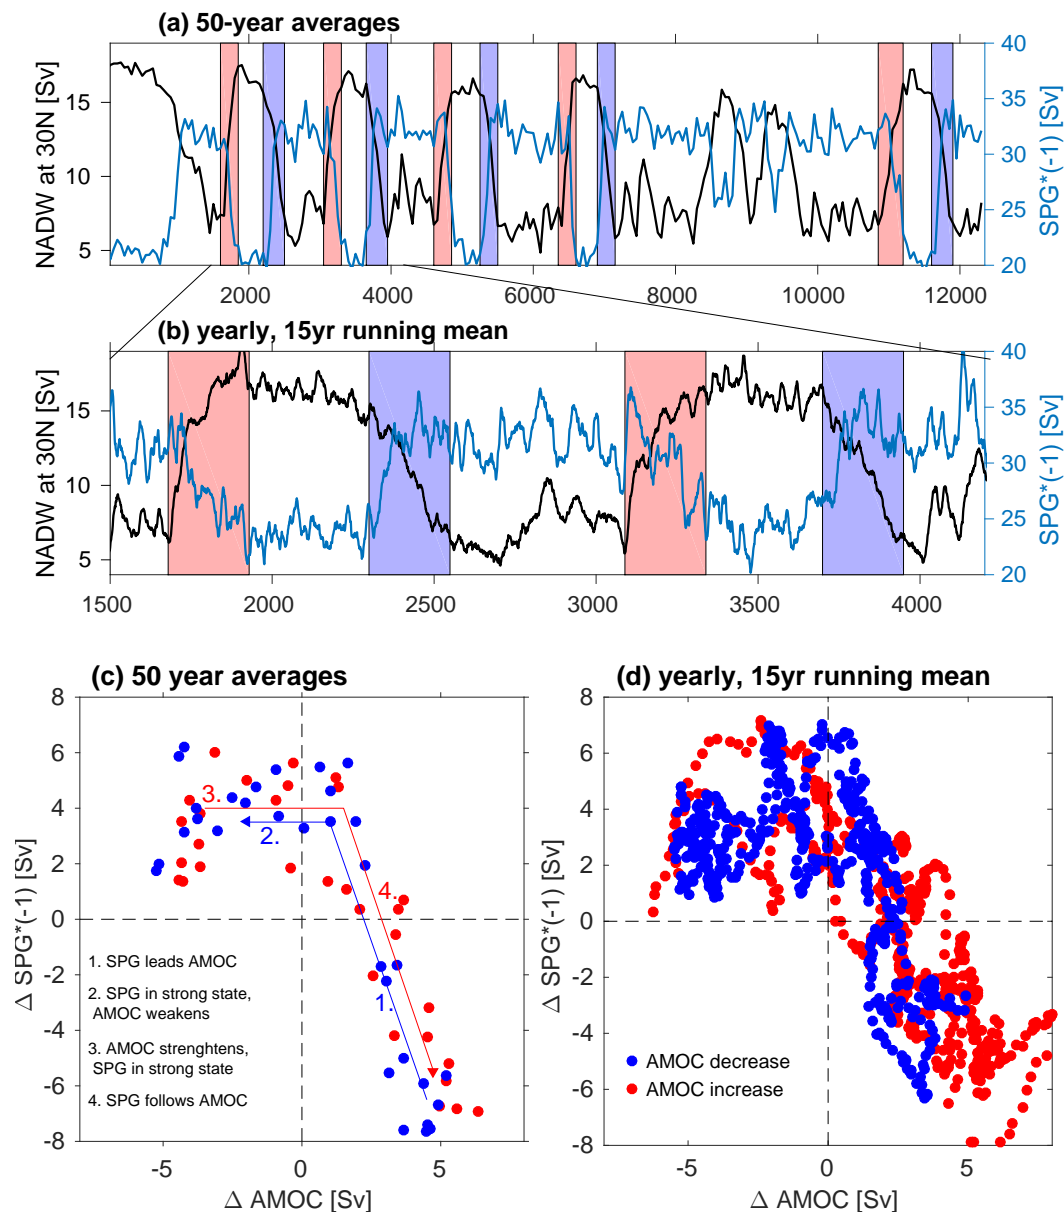 (a) 50-year averages
NADW at 30N [Sv]
15
10
5
40
35
30
25
20
SPG*(-1) [Sv]
2000 4000 6000 8000 10000 12000
(b) yearly, 15yr running mean
NADW at 30N [Sv]
15
10
5
40
35
30
25
20
SPG*(-1) [Sv]
1500 2000 2500 3000 3500 4000
(c) 50 year averages
Δ SPG*(-1) [Sv]
8
6
4
2
0
-2
-4
-6
-8
3.
2.
4.
1.
1. SPG leads AMOC
2. SPG in strong state,
AMOC weakens
3. AMOC strenghtens,
SPG in strong state
4. SPG follows AMOC
-5 0 5
Δ AMOC [Sv]
(d) yearly, 15yr running mean
Δ SPG*(-1) [Sv]
8
6
4
2
0
-2
-4
-6
-8
AMOC decrease
AMOC increase
-5 0 5
Δ AMOC [Sv]